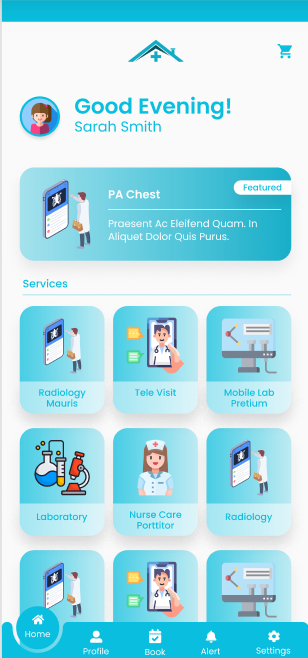 Good Evening!
Sarah Smith
Featured
PA Chest
Praesent Ac Eleifend Quam. In
Aliquet Dolor Quis Purus.
Services
Radiology
Mauris
Tele Visit
Mobile Lab
Pretium
Laboratory
Nurse Care
Porttitor
Radiology
Home
Profile
Book
Alert
Settings